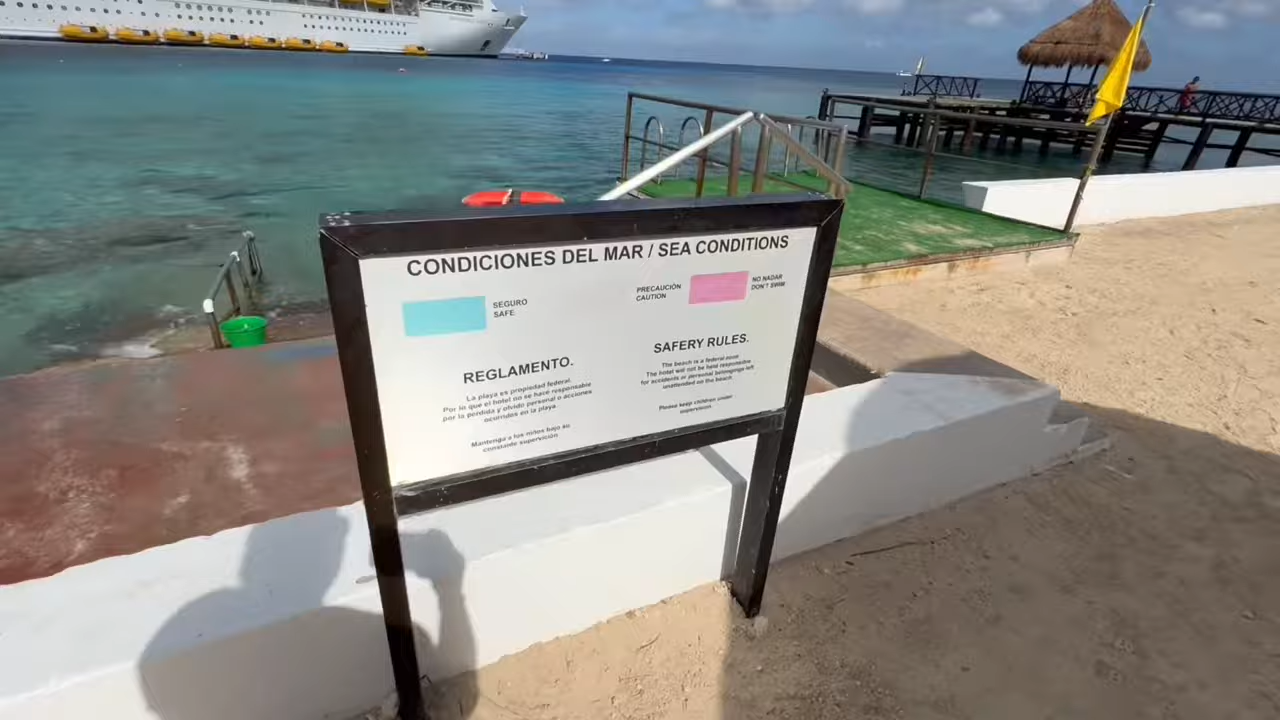 CONDICIONES DEL MAR / SEA CONDITIONS
SEGURO
SAFE
PRECAUCIÓN
CAUTION
NO NADAR
DON'T SWIM
REGLAMENTO.
La playa es propiedad federal.
Por lo que el hotel no se hace responsable
por la perdida y olvido personal o acciones
ocurridos en la playa.
Mantenga a los niños bajo su
constante supervisión
SAFERY RULES.
The beach is a federal zone
The hotel will not be held responsible
for accidents or personal belongings left
unattended on the beach.
Please keep children under
supervision.